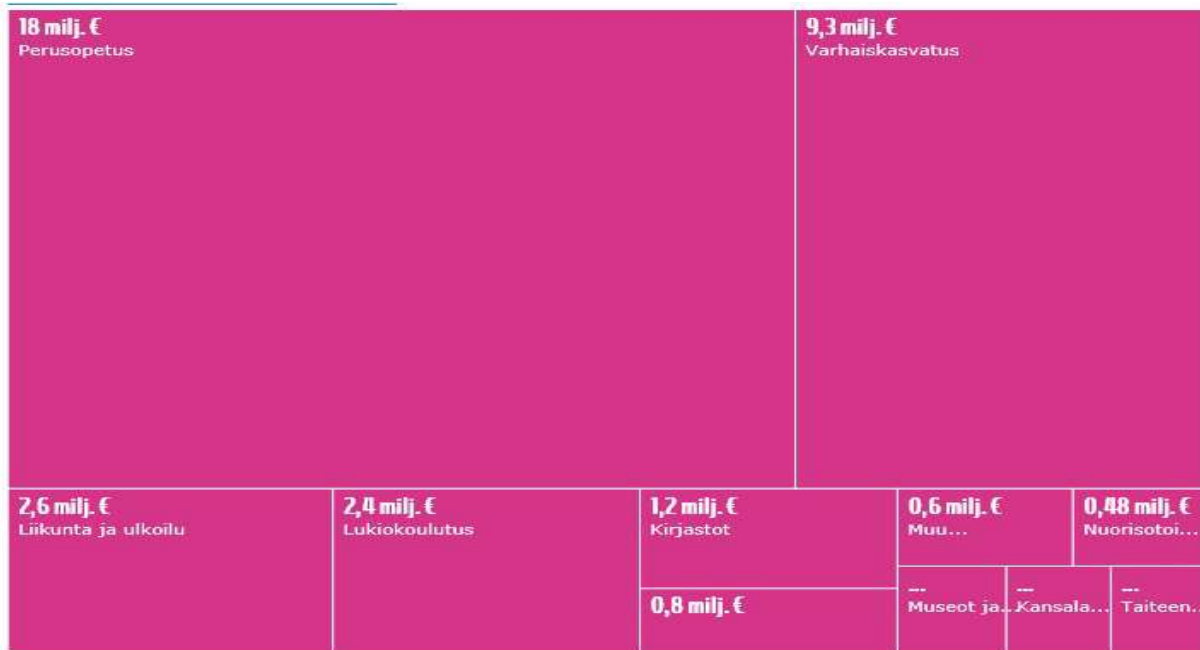 18 milj. €
Perusopetus
9,3 milj. €
Varhaiskasvatus
2,6 milj. €
Liikunta ja ulkoilu
2,4 milj. €
Lukiokoulutus
1,2 milj. €
Kirjastot
0,8 milj. €
0,6 milj. €
Muu...
0,48 milj. €
Nuorisotoi...
...
Museot ja...
...
Kansala...
...
Taiteen...